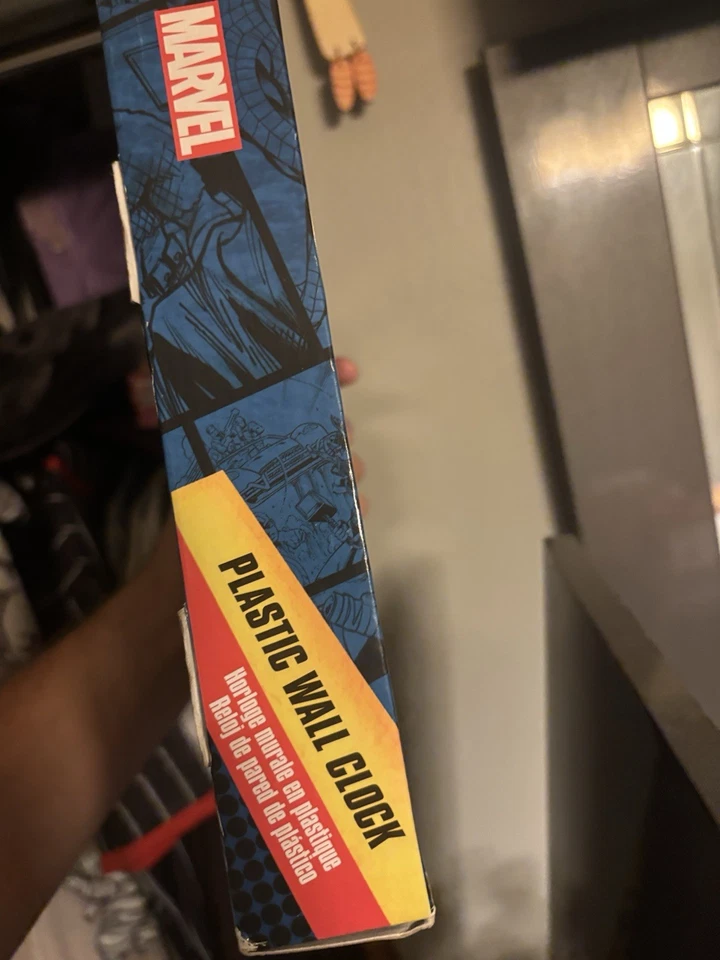 MARVEL
PLASTIC WALL CLOCK
Horloge murale en plastique
Reloj de pared de plástico